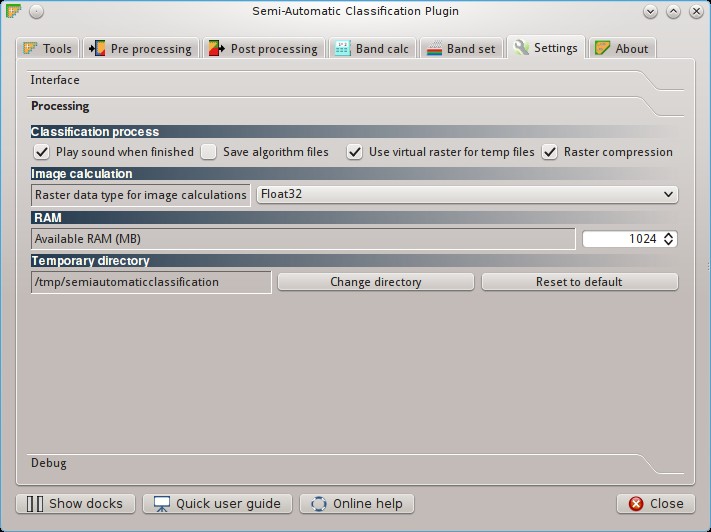 Semi-Automatic Classification Plugin
Tools Pre processing Post processing Band calc Band set Settings About
Interface
Processing
Classification process
Play sound when finished Save algorithm files Use virtual raster for temp files Raster compression
Image calculation
Raster data type for image calculations Float32
RAM
Available RAM (MB) 1024
Temporary directory
/tmp/semiautomaticclassification Change directory Reset to default
Debug
Show docks Quick user guide Online help Close